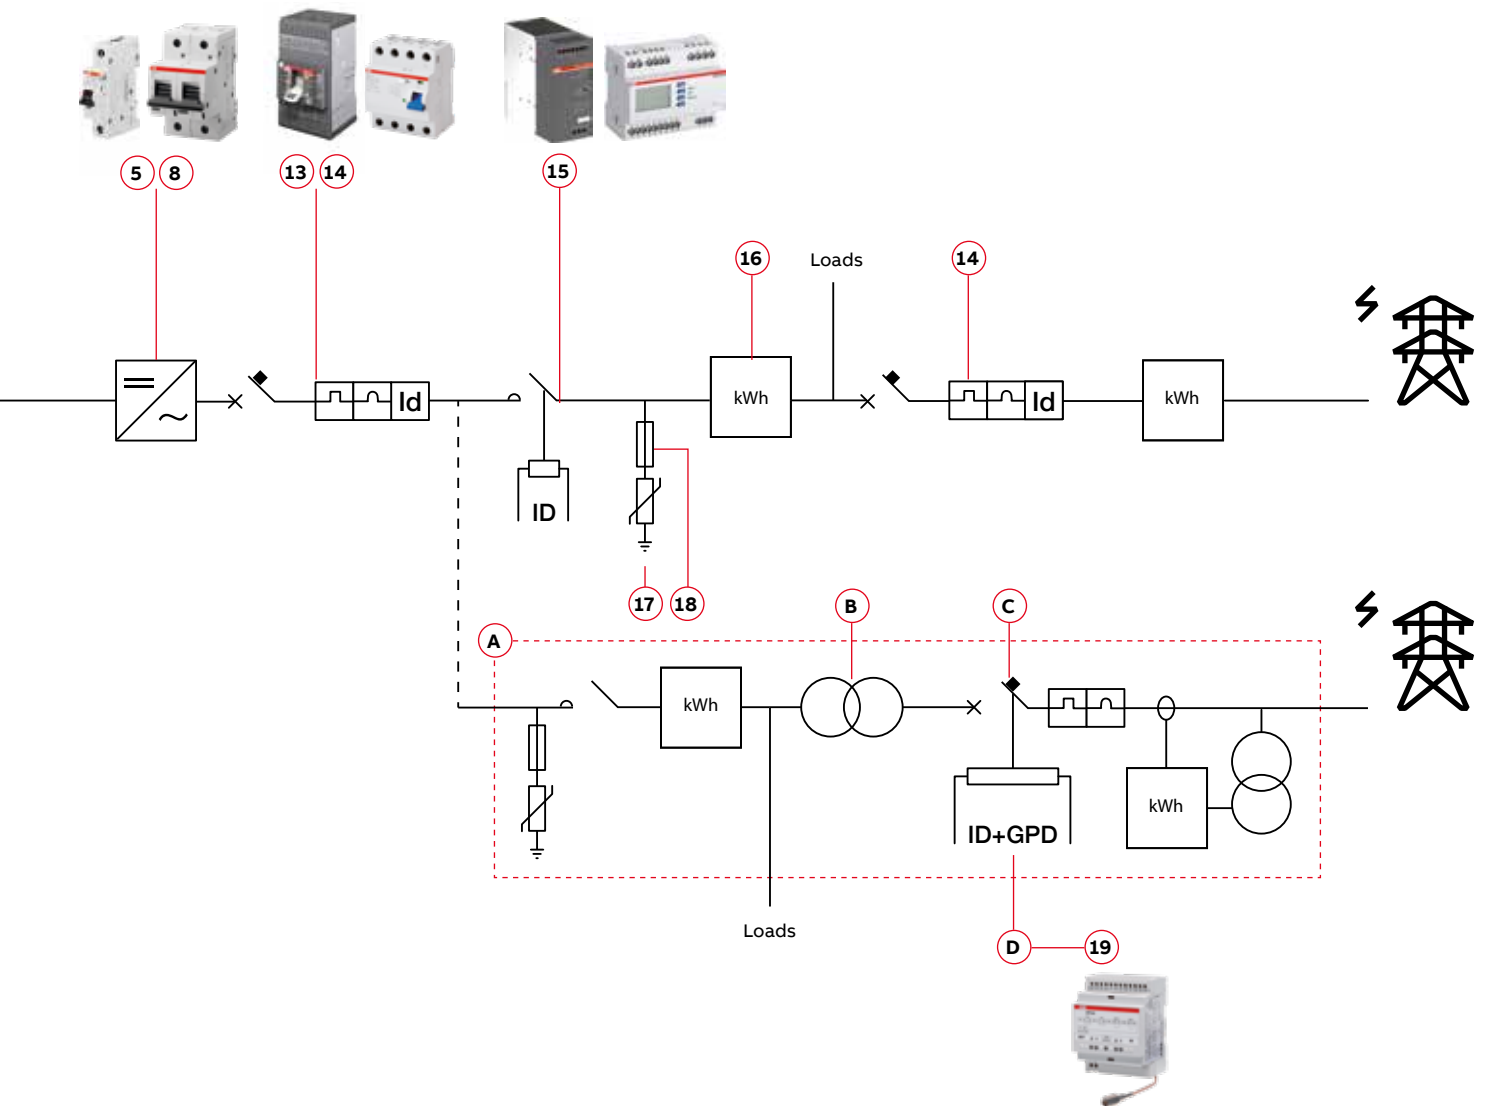 5 8 13 14 15
16 Loads 14
kWh kWh
Id Id
ID
17 18 B C
A
kWh
kWh
ID+GPD
Loads
D 19